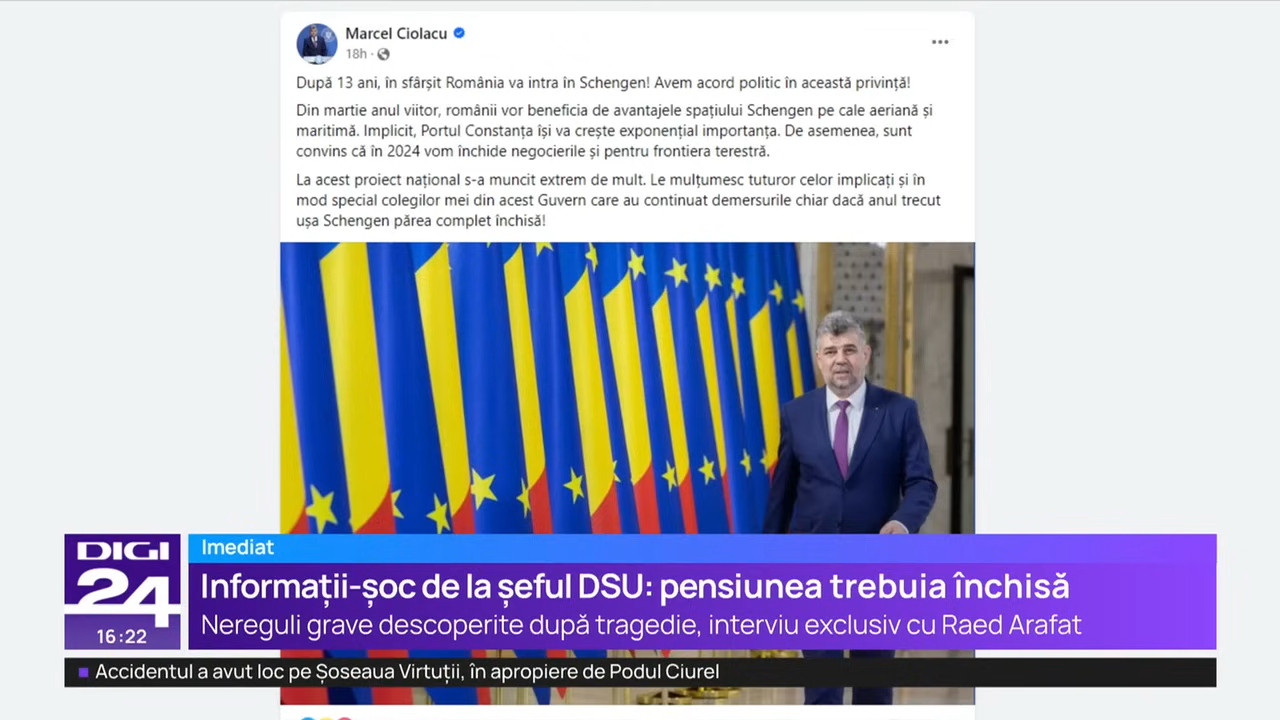 Marcel Ciolacu
18h ·
După 13 ani, în sfârșit România va intra în Schengen! Avem acord politic în această privință!
Din martie anul viitor, românii vor beneficia de avantajele spațiului Schengen pe cale aeriană și
maritimă. Implicit, Portul Constanța își va crește exponențial importanța. De asemenea, sunt
convins că în 2024 vom închide negocierile și pentru frontiera terestră.
La acest proiect național s-a muncit extrem de mult. Le mulțumesc tuturor celor implicați și în
mod special colegilor mei din acest Guvern care au continuat demersurile chiar dacă anul trecut
ușa Schengen părea complet închisă!
DIGI
24
16:22
Imediat
Informații-șoc de la șeful DSU: pensiunea trebuia închisă
Nereguli grave descoperite după tragedie, interviu exclusiv cu Raed Arafat
Accidentul a avut loc pe Șoseaua Virtuții, în apropiere de Podul Ciurel